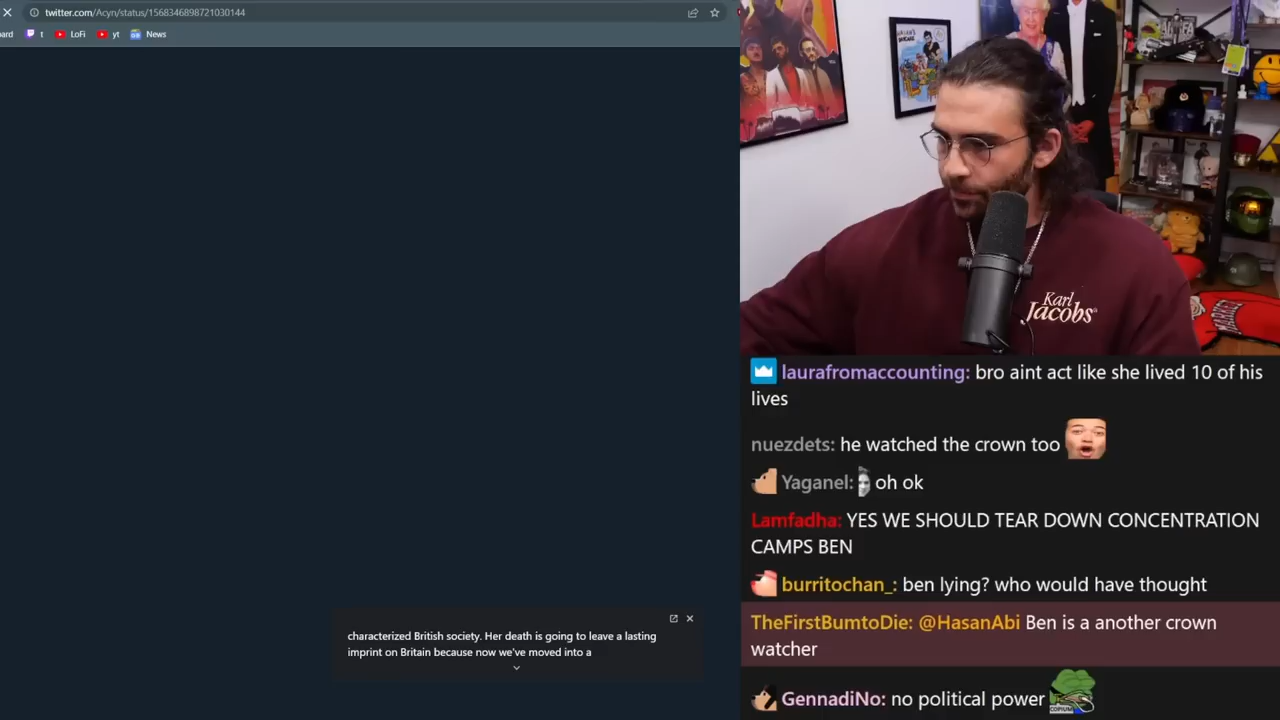 twitter.com/Acyn/status/1568346898721030144
ard
t
LoFi
yt
News
Karl
Jacobs
laurafromaccounting: bro aint act like she lived 10 of his
lives
nuezdets: he watched the crown too
Yaganel: oh ok
Lamfadha: YES WE SHOULD TEAR DOWN CONCENTRATION
CAMPS BEN
burritochan_: ben lying? who would have thought
TheFirstBumtoDie: @HasanAbi Ben is a another crown
watcher
GennadiNo: no political power
characterized British society. Her death is going to leave a lasting
imprint on Britain because now we've moved into a